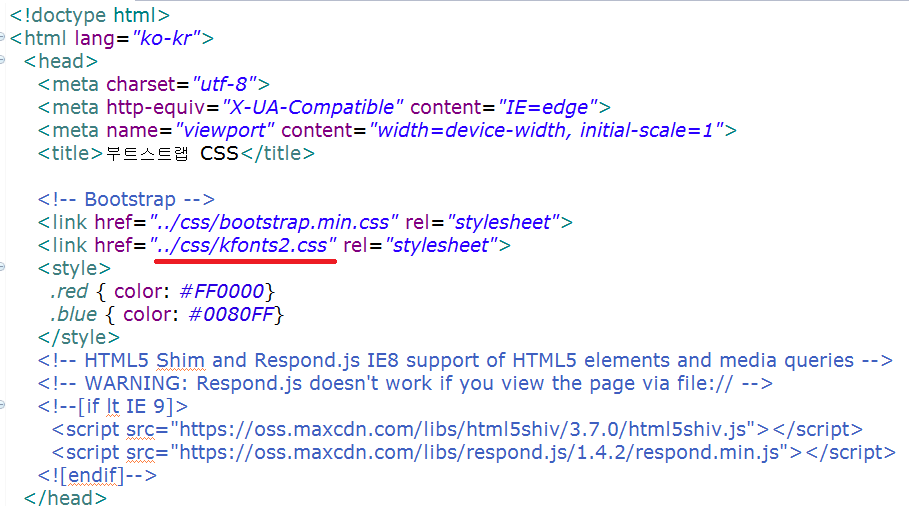 <!doctype html>
<html lang="ko-kr">
<head>
<meta charset="utf-8">
<meta http-equiv="X-UA-Compatible" content="IE=edge">
<meta name="viewport" content="width=device-width, initial-scale=1">
<title>부트스트랩 CSS</title>
<!-- Bootstrap -->
<link href="../css/bootstrap.min.css" rel="stylesheet">
<link href="../css/kfonts2.css" rel="stylesheet">
<style>
.red { color: #FF0000}
.blue { color: #0080FF}
</style>
<!-- HTML5 Shim and Respond.js IE8 support of HTML5 elements and media queries -->
<!-- WARNING: Respond.js doesn't work if you view the page via file:// -->
<!--[if lt IE 9]>
<script src="https://oss.maxcdn.com/libs/html5shiv/3.7.0/html5shiv.js"></script>
<script src="https://oss.maxcdn.com/libs/respond.js/1.4.2/respond.min.js"></script>
<![endif]-->
</head>